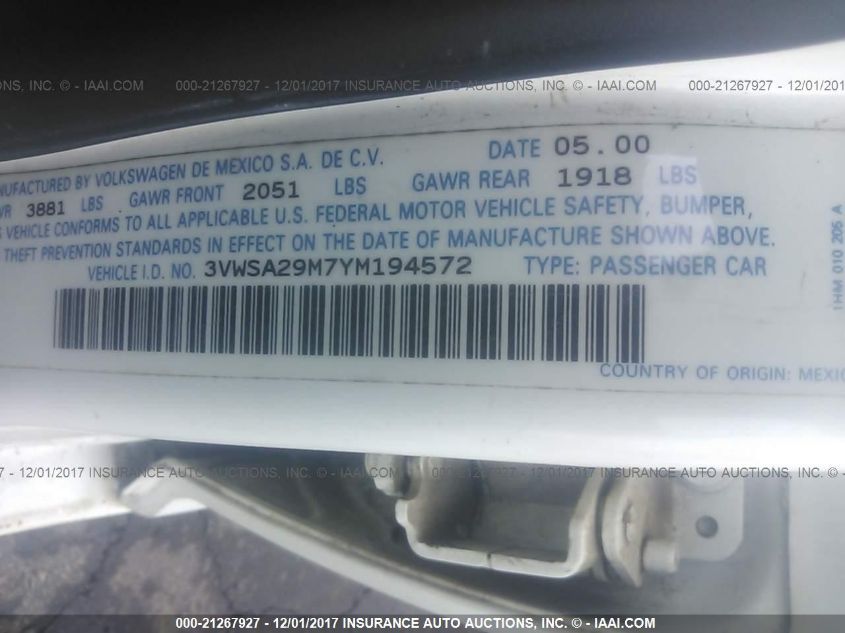 INC. © - IAAI.COM 000-21267927 - 12/01/2017 INSURANCE AUTO AUCTIONS, INC. © - IAAI.COM 000-21267927 - 12/01/2017 INSURANCE AUTO
MANUFACTURED BY VOLKSWAGEN DE MEXICO S.A. DE C.V. DATE 05.00
3881 LBS GAWR FRONT 2051 LBS GAWR REAR 1918 LBS
VEHICLE CONFORMS TO ALL APPLICABLE U.S. FEDERAL MOTOR VEHICLE SAFETY, BUMPER,
THEFT PREVENTION STANDARDS IN EFFECT ON THE DATE OF MANUFACTURE SHOWN ABOVE.
VEHICLE I.D. NO. 3VWSA29M7YM194572 TYPE: PASSENGER CAR
COUNTRY OF ORIGIN: MEXIC
1HM 010 205 A
- 12/01/2017 INSURANCE AUTO AUCTIONS, INC. © - IAAI.COM 000-21267927 - 12/01/2017 INSURANCE AUTO AUCTIONS, INC. © - IAAI.COM
000-21267927 - 12/01/2017 INSURANCE AUTO AUCTIONS, INC. © - IAAI.COM